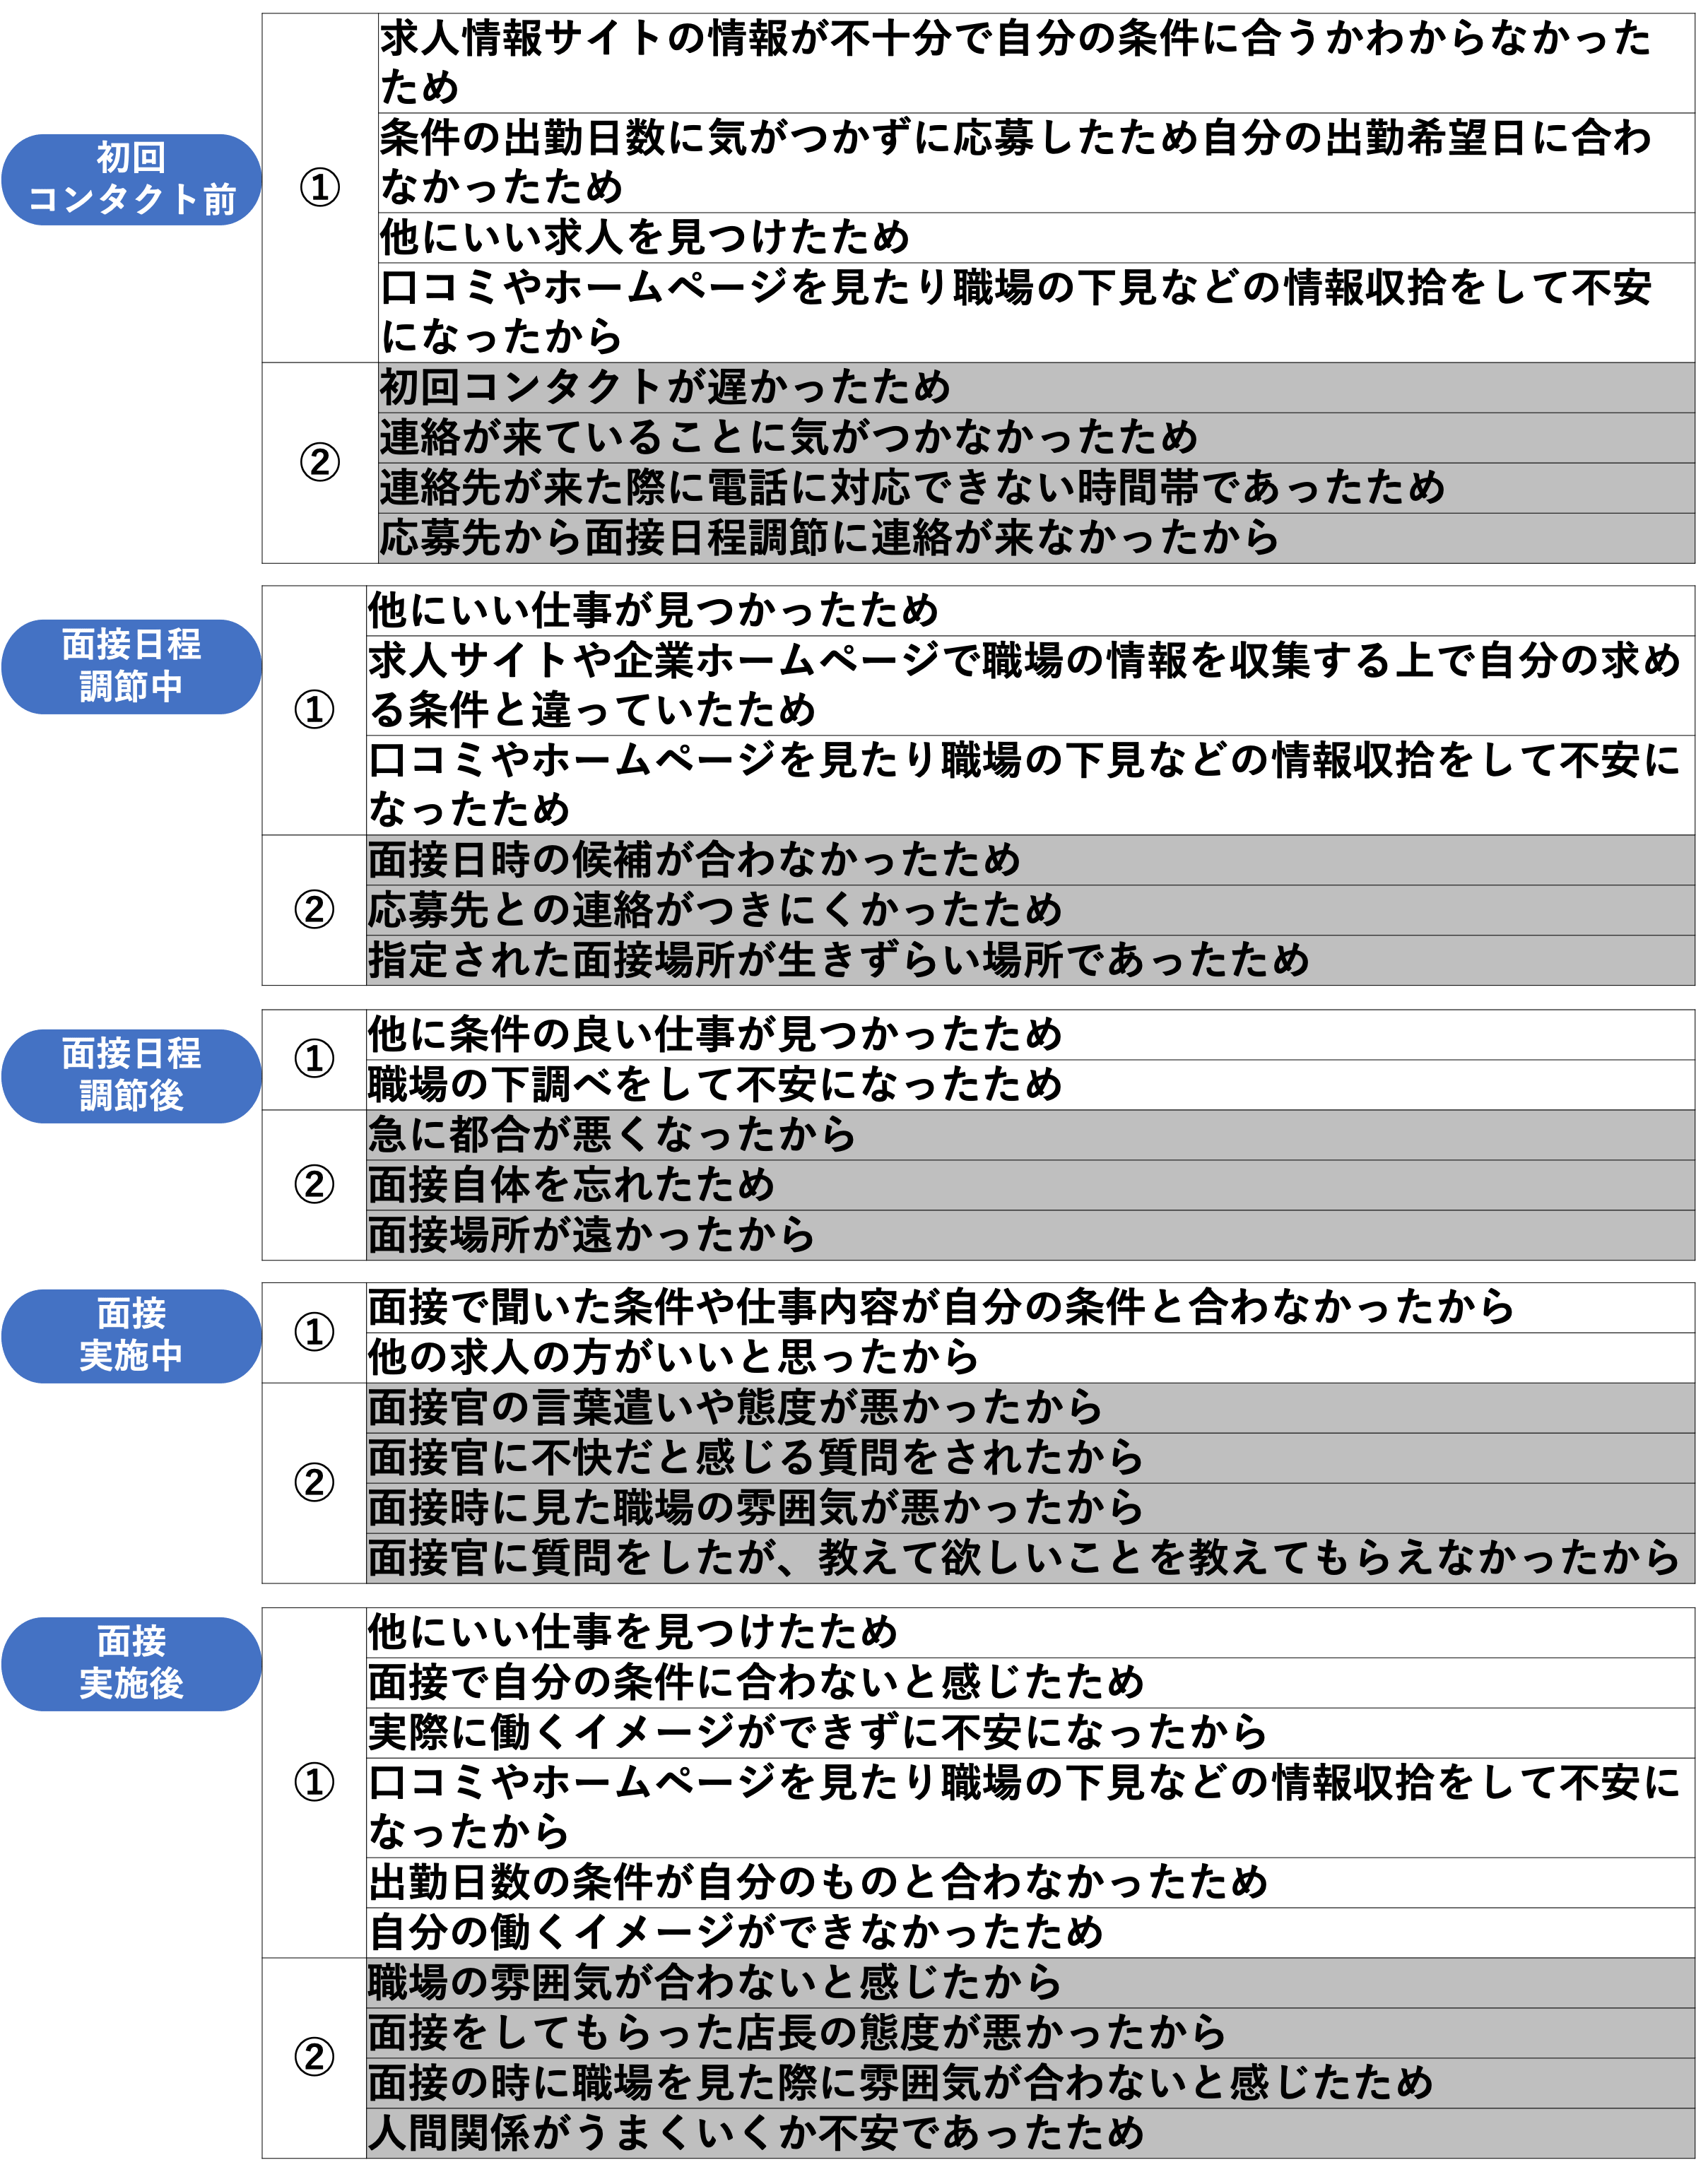 初回
コンタクト前
①
求人情報サイトの情報が不十分で自分の条件に合うかわからなかった
ため
条件の出勤日数に気がつかずに応募したため自分の出勤希望日に合わ
なかったため
他にいい求人を見つけたため
口コミやホームページを見たり職場の下見などの情報収拾をして不安
になったから
②
初回コンタクトが遅かったため
連絡が来ていることに気がつかなかったため
連絡先が来た際に電話に対応できない時間帯であったため
応募先から面接日程調節に連絡が来なかったから
面接日程
調節中
①
他にいい仕事が見つかったため
求人サイトや企業ホームページで職場の情報を収集する上で自分の求め
る条件と違っていたため
口コミやホームページを見たり職場の下見などの情報収拾をして不安に
なったため
②
面接日時の候補が合わなかったため
応募先との連絡がつきにくかったため
指定された面接場所が生きずらい場所であったため
面接日程
調節後
①
他に条件の良い仕事が見つかったため
職場の下調べをして不安になったため
②
急に都合が悪くなったから
面接自体を忘れたため
面接場所が遠かったから
面接
実施中
①
面接で聞いた条件や仕事内容が自分の条件と合わなかったから
他の求人の方がいいと思ったから
②
面接官の言葉遣いや態度が悪かったから
面接官に不快だと感じる質問をされたから
面接時に見た職場の雰囲気が悪かったから
面接官に質問をしたが、教えて欲しいことを教えてもらえなかったから
面接
実施後
①
他にいい仕事を見つけたため
面接で自分の条件に合わないと感じたため
実際に働くイメージができずに不安になったから
口コミやホームページを見たり職場の下見などの情報収拾をして不安に
なったから
出勤日数の条件が自分のものと合わなかったため
自分の働くイメージができなかったため
②
職場の雰囲気が合わないと感じたから
面接をしてもらった店長の態度が悪かったから
面接の時に職場を見た際に雰囲気が合わないと感じたため
人間関係がうまくいくか不安であったため